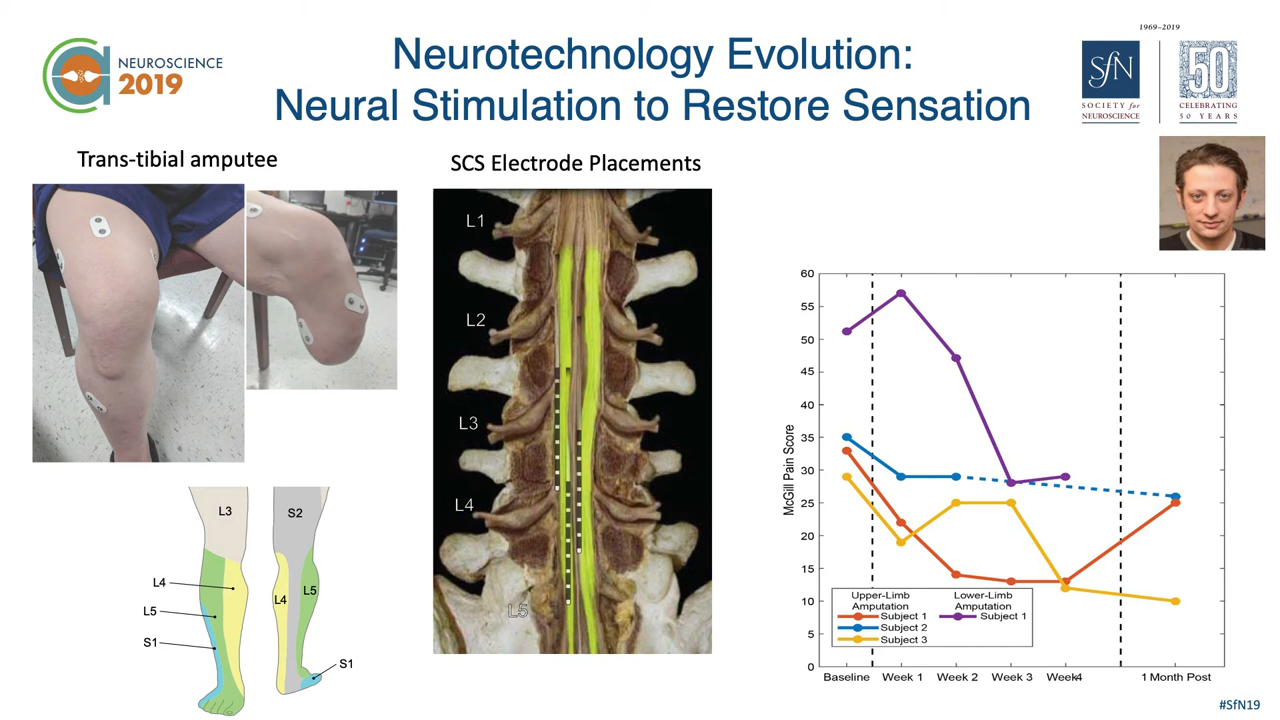 1969–2019
NEUROSCIENCE
2019
Neurotechnology Evolution:
Neural Stimulation to Restore Sensation
SfN
SOCIETY for
NEUROSCIENCE
50
CELEBRATING
50 YEARS
Trans-tibial amputee
SCS Electrode Placements
L1
L2
L3
L4
L5
L3
S2
L4
L5
S1
L4
L5
S1
McGill Pain Score
60
55
50
45
40
35
30
25
20
15
10
5
0
Upper-Limb
Amputation
Subject 1
Subject 2
Subject 3
Lower-Limb
Amputation
Subject 1
Baseline
Week 1
Week 2
Week 3
Week4
1 Month Post
#SfN19